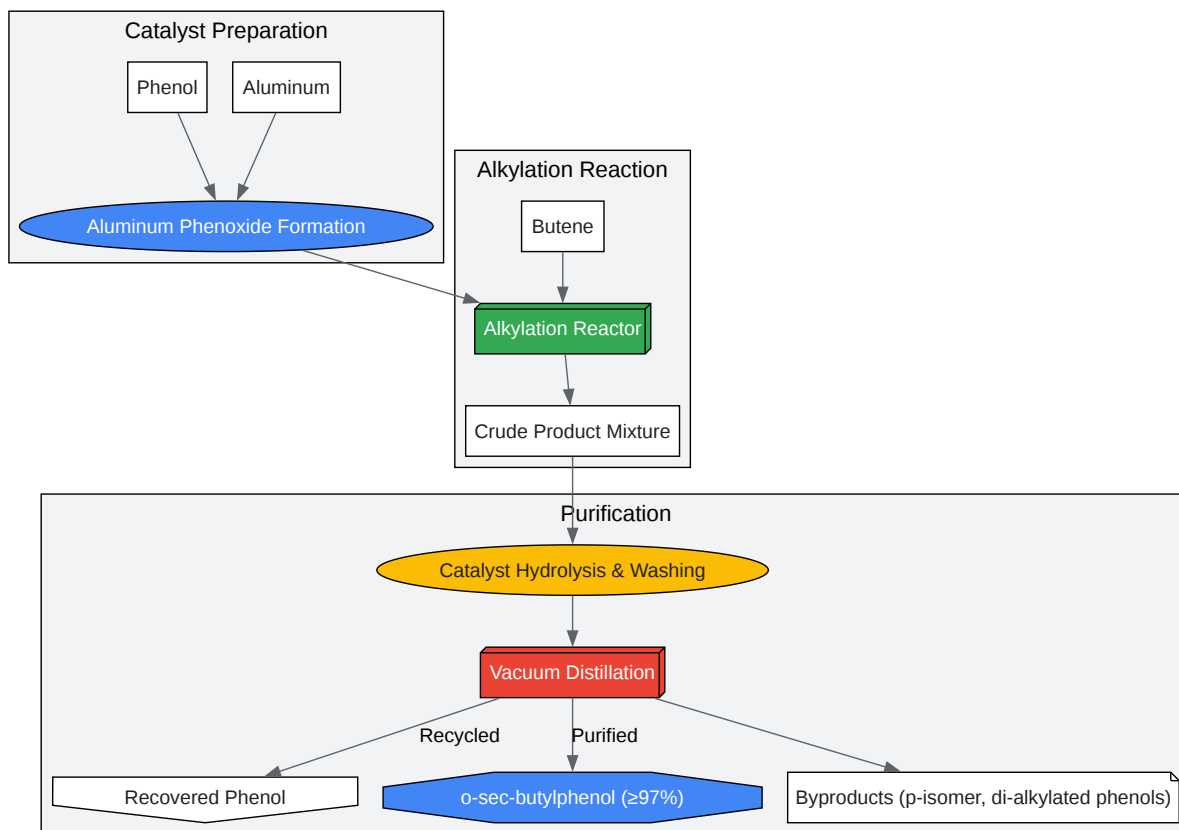 Catalyst Preparation
Phenol
Aluminum
Aluminum Phenoxide Formation
Alkylation Reaction
Butene
Alkylation Reactor
Crude Product Mixture
Purification
Catalyst Hydrolysis & Washing
Vacuum Distillation
Recycled
Purified
Recovered Phenol
o-sec-butylphenol (≥97%)
Byproducts (p-isomer, di-alkylated phenols)